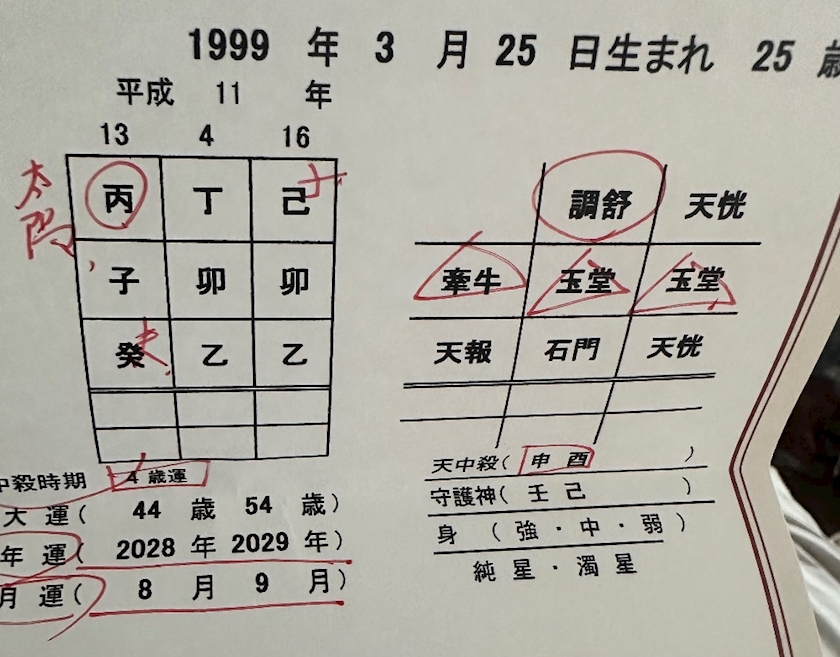 1999 年 3 月 25 日生まれ 25 歳
平成 11 年
13 4 16
太陽
丙 丁 己
子 卯 卯
癸 乙 乙
調舒 天恍
牽牛 玉堂 玉堂
天報 石門 天恍
中殺時期 4 歳運
大 運( 44 歳 54 歳)
年 運( 2028 年 2029 年)
月 運( 8 月 9 月)
天中殺( 申 酉 )
守護神( 壬 己 )
身 ( 強 ・ 中 ・ 弱 )
純 星 ・ 濁 星